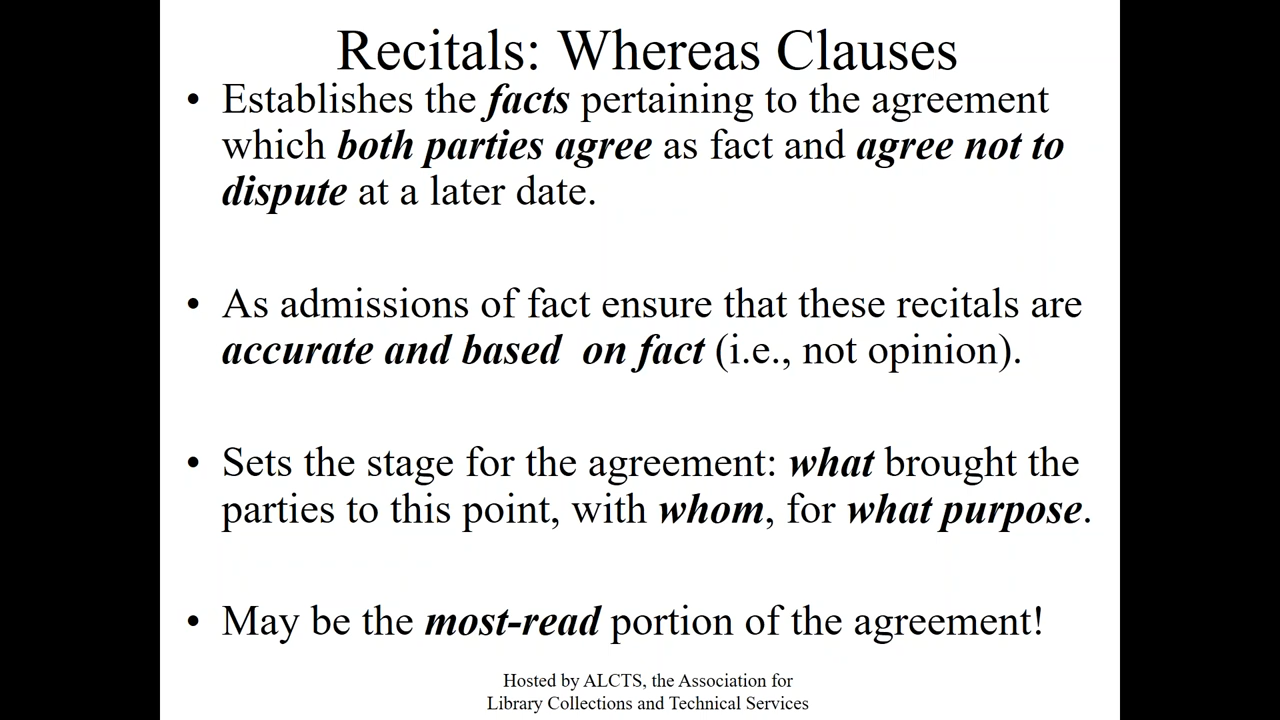 Recitals: Whereas Clauses
• Establishes the facts pertaining to the agreement
which both parties agree as fact and agree not to
dispute at a later date.
• As admissions of fact ensure that these recitals are
accurate and based  on fact (i.e., not opinion).
• Sets the stage for the agreement: what brought the
parties to this point, with whom, for what purpose.
• May be the most-read portion of the agreement!
Hosted by ALCTS, the Association for
Library Collections and Technical Services